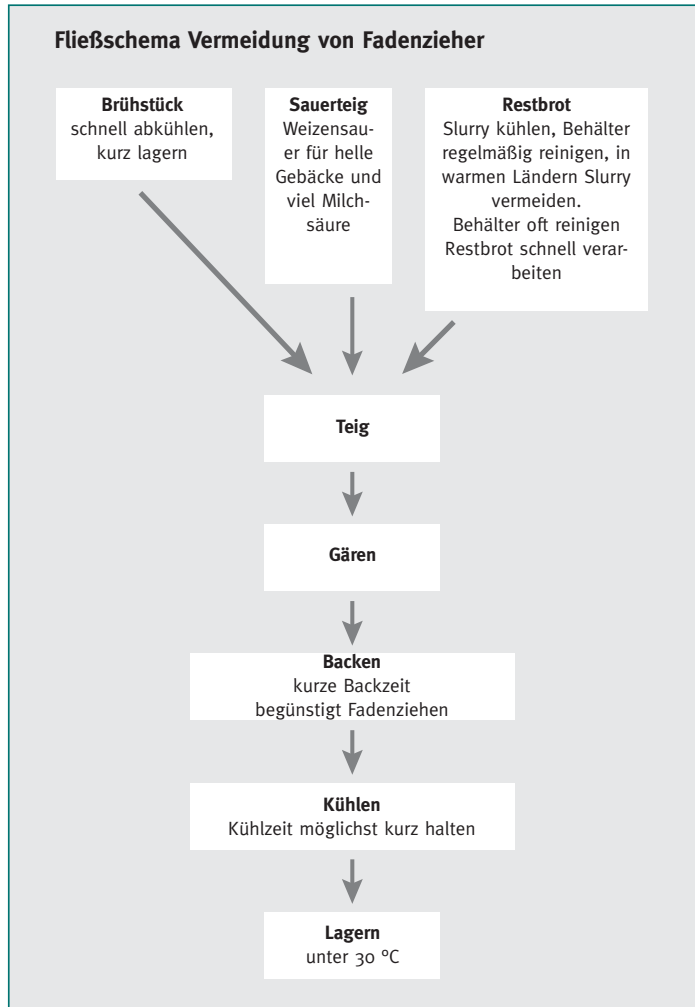 Fließschema Vermeidung von Fadenzieher
Brühstück
schnell abkühlen,
kurz lagern
Sauerteig
Weizensau-
er für helle
Gebäcke und
viel Milch-
säure
Restbrot
Slurry kühlen, Behälter
regelmäßig reinigen, in
warmen Ländern Slurry
vermeiden.
Behälter oft reinigen
Restbrot schnell verar-
beiten
Teig
Gären
Backen
kurze Backzeit
begünstigt Fadenziehen
Kühlen
Kühlzeit möglichst kurz halten
Lagern
unter 30 °C